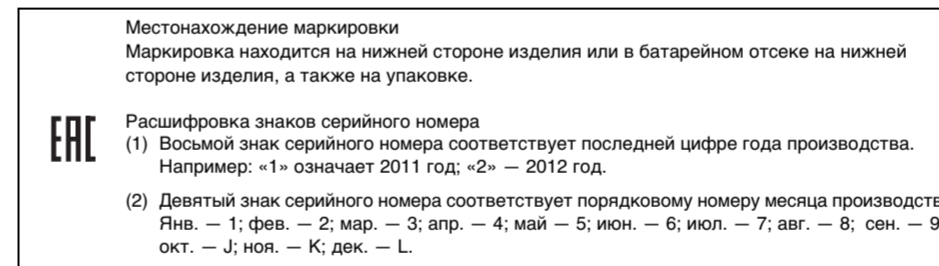 Местонахождение маркировки
Маркировка находится на нижней стороне изделия или в батарейном отсеке на нижней
стороне изделия, а также на упаковке.
EAC
Расшифровка знаков серийного номера
(1) Восьмой знак серийного номера соответствует последней цифре года производства.
Например: «1» означает 2011 год; «2» — 2012 год.
(2) Девятый знак серийного номера соответствует порядковому номеру месяца производств
Янв. — 1; фев. — 2; мар. — 3; апр. — 4; май — 5; июн. — 6; июл. — 7; авг. — 8; сен. — 9
окт. — J; ноя. — K; дек. — L.